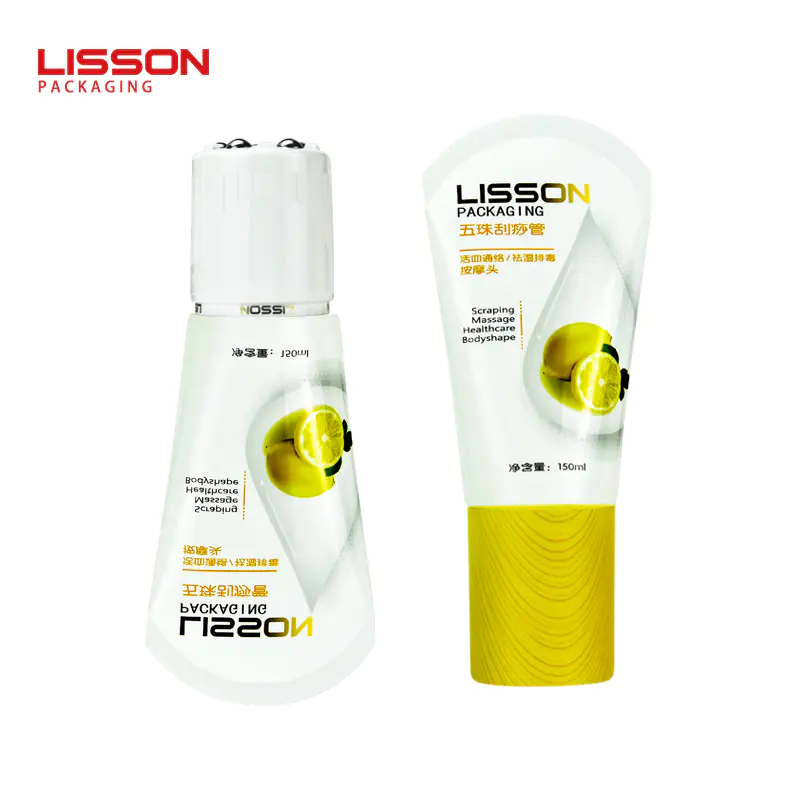 LISSON
PACKAGING
LISSON
PACKAGING
五珠刮痧管
活血通络/祛湿排毒
按摩头
Scraping
Massage
Healthcare
Bodyshape
净含量：150ml
LISSON
净含量：150ml
Bodyshape
Healthcare
Massage
Scraping
按摩头
活血通络/祛湿排毒
五珠刮痧管
PACKAGING
LISSON